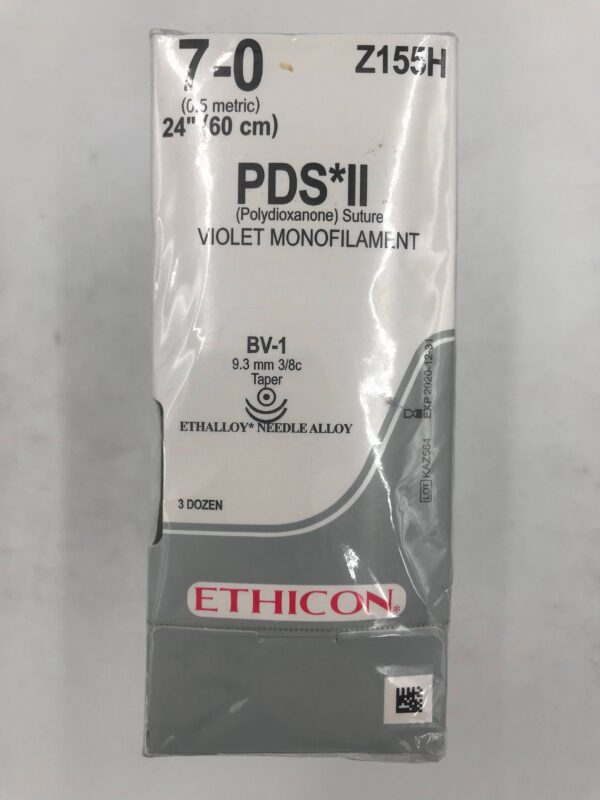 7-0
Z155H
(0.5 metric)
24" (60 cm)
PDS*II
(Polydioxanone) Suture
VIOLET MONOFILAMENT
BV-1
9.3 mm 3/8c
Taper
ETHALLOY* NEEDLE ALLOY
EXP 2020-12-31
LOT KAZ564
3 DOZEN
ETHICON*